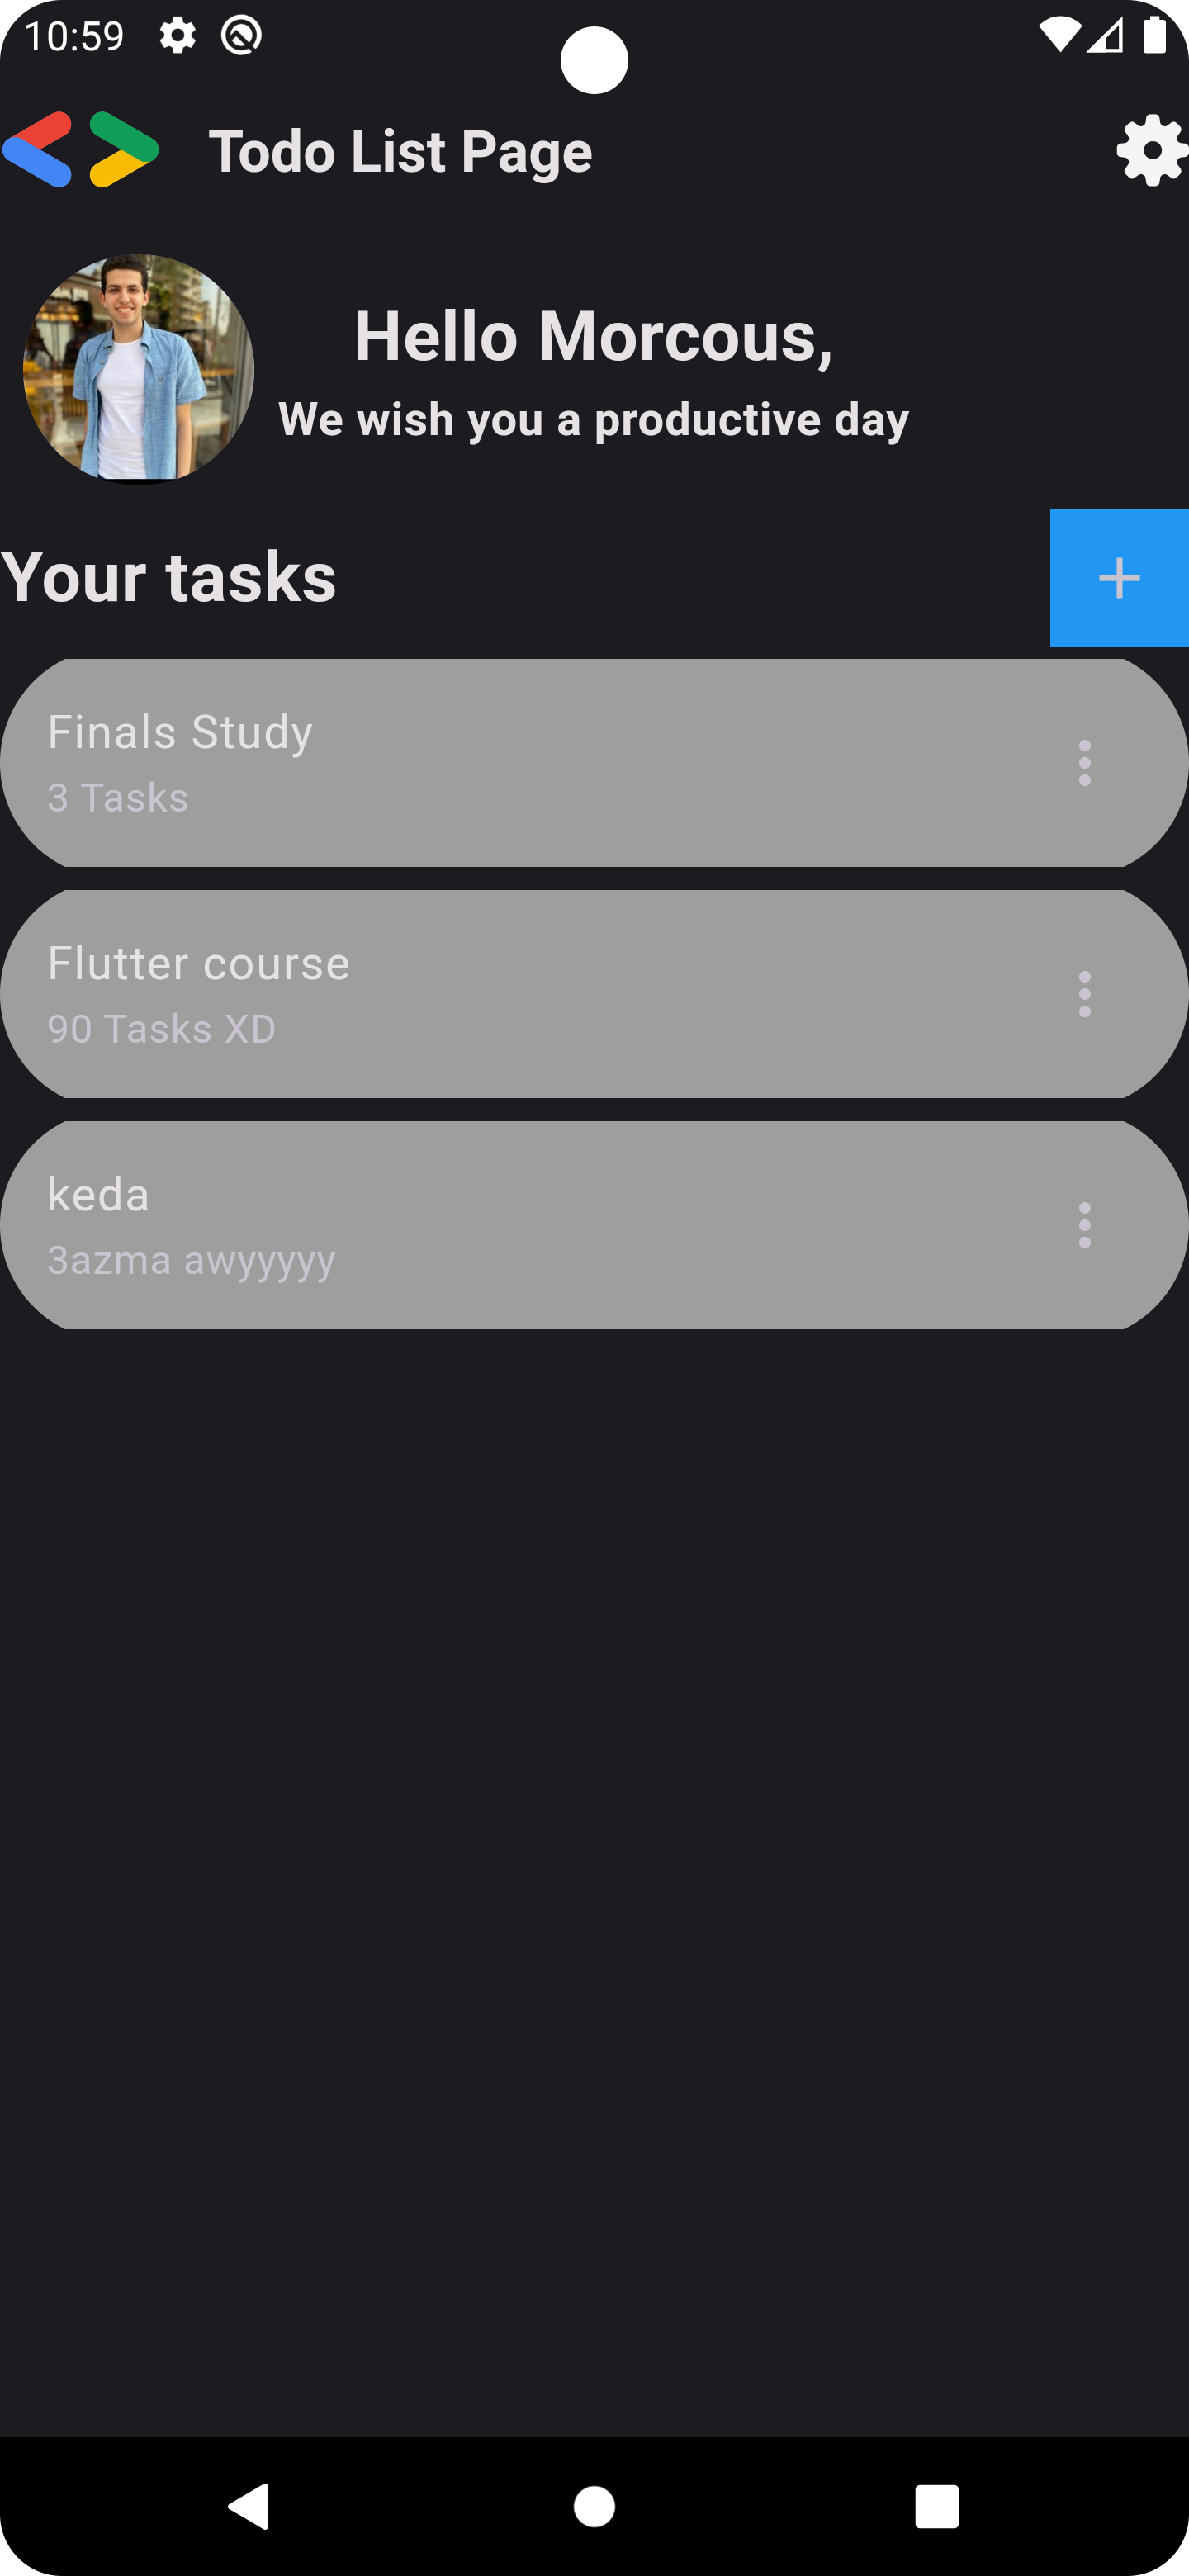 10:59
Todo List Page
Hello Morcous,
We wish you a productive day
Your tasks
Finals Study
3 Tasks
Flutter course
90 Tasks XD
keda
3azma awyyyyy